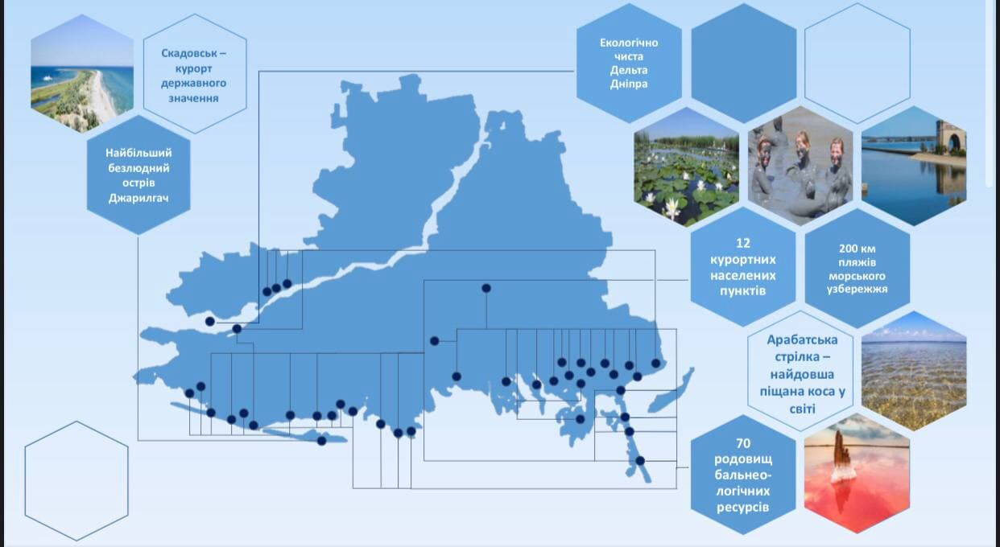 Скадовськ –
курорт
державного
значення
Найбільший
безлюдний
острів
Джарилгач
Екологічно
чиста
Дельта
Дніпра
12
курортних
населених
пунктів
200 км
пляжів
морського
узбережжя
Арабатська
стрілка –
найдовша
піщана коса у
світі
70
родовищ
бальнео-
логічних
ресурсів